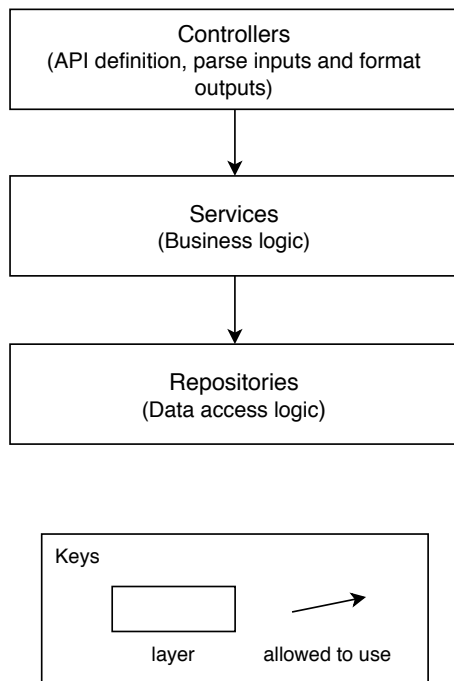 Controllers
(API definition, parse inputs and format
outputs)
Services
(Business logic)
Repositories
(Data access logic)
Keys
layer
allowed to use